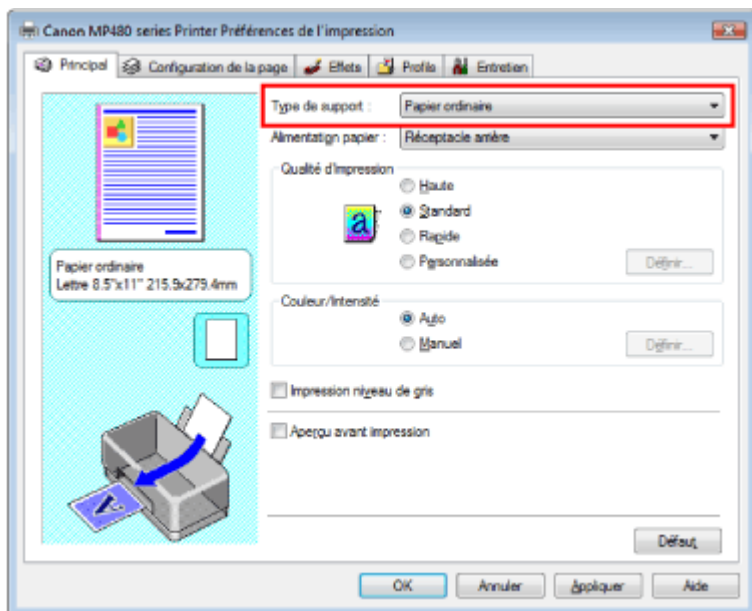 Canon MP480 series Printer Préférences de l'impression
Principal Configuration de la page Effets Profile Entretien
Type de support : Papier ordinaire
Alimentation papier : Réceptacle arrière
Qualité d'impression
Haute
a Standard
Rapide
Personnalisée Définir...
Papier ordinaire
Lettre 8.5"x11" 215.9x279.4mm
Couleur/Intensité
Auto
Manuel Définir...
Impression niveau de gris
Aperçu avant impression
Défaut
OK Annuler Appliquer Aide